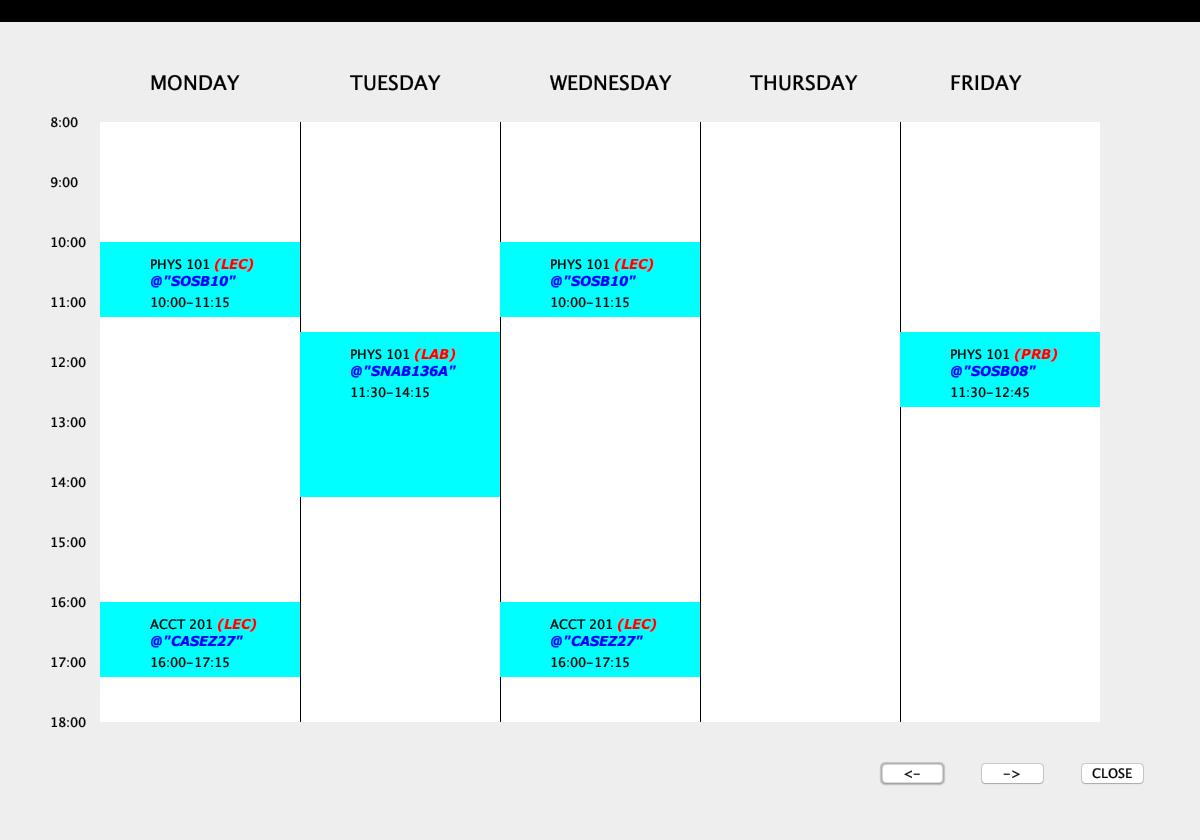 MONDAY TUESDAY WEDNESDAY THURSDAY FRIDAY
8:00
9:00
10:00
PHYS 101 (LEC)
@"SOSB10"
10:00-11:15
PHYS 101 (LEC)
@"SOSB10"
10:00-11:15
11:00
PHYS 101 (LAB)
@"SNAB136A"
11:30-14:15
PHYS 101 (PRB)
@"SOSB08"
11:30-12:45
12:00
13:00
14:00
15:00
16:00
ACCT 201 (LEC)
@"CASEZ27"
16:00-17:15
ACCT 201 (LEC)
@"CASEZ27"
16:00-17:15
17:00
18:00
<- -> CLOSE